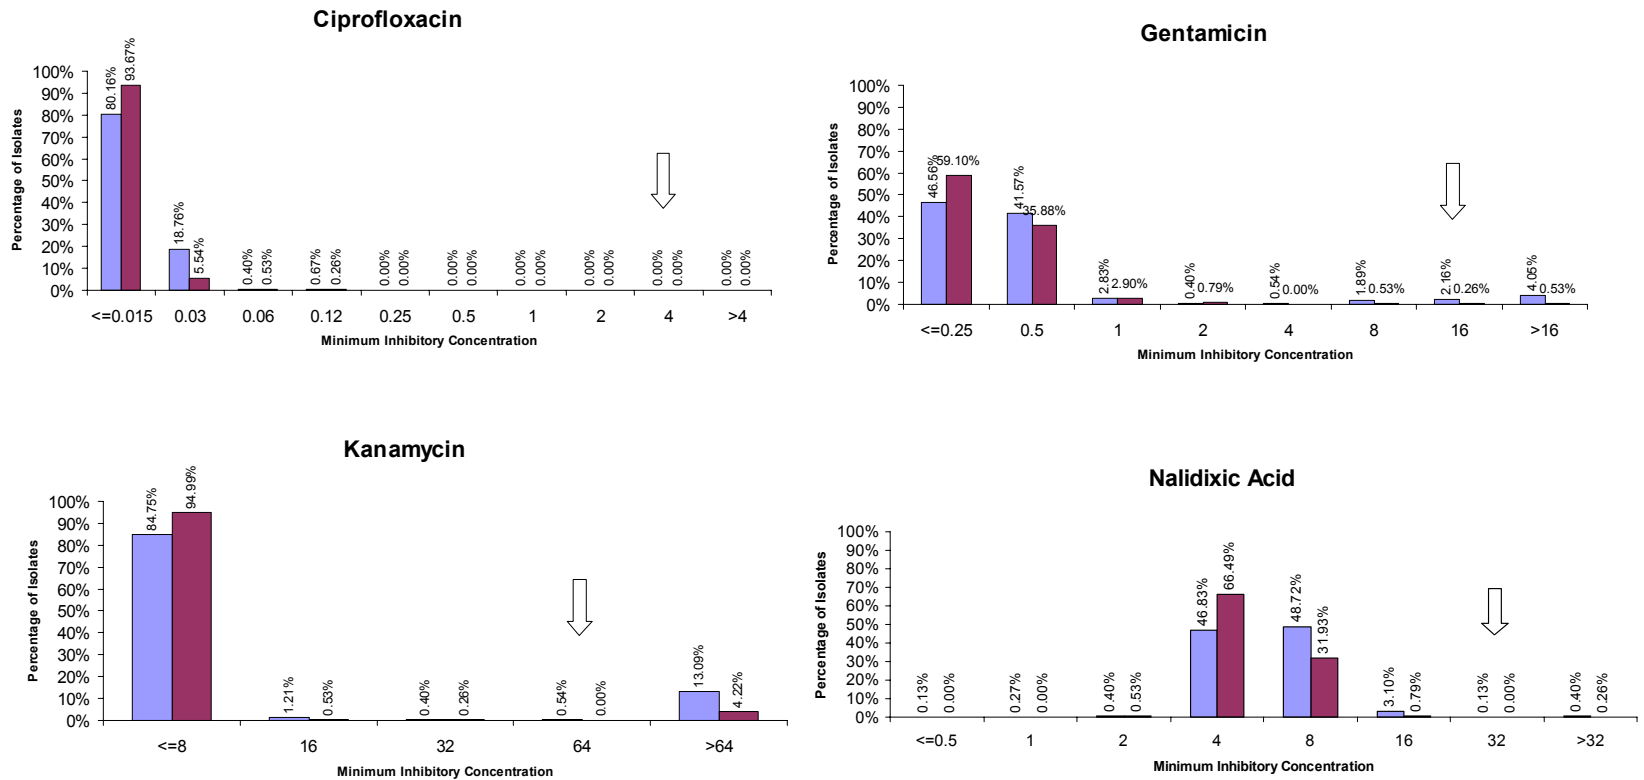 Ciprofloxacin
Percentage of Isolates
100%
90%
80%
70%
60%
50%
40%
30%
20%
10%
0%
80.16% 93.67% 18.76% 5.54% 0.40% 0.53% 0.67% 0.26% 0.00% 0.00% 0.00% 0.00% 0.00% 0.00% 0.00% 0.00% 0.00% 0.00% 0.00% 0.00%
<=0.015 0.03 0.06 0.12 0.25 0.5 1 2 4 >4
Minimum Inhibitory Concentration
Gentamicin
Percentage of Isolates
100%
90%
80%
70%
60%
50%
40%
30%
20%
10%
0%
46.56% 59.10% 41.57% 35.88% 2.83% 2.90% 0.40% 0.79% 0.54% 0.00% 1.89% 0.53% 2.16% 0.26% 4.05% 0.53%
<=0.25 0.5 1 2 4 8 16 >16
Minimum Inhibitory Concentration
Kanamycin
Percentage of Isolates
100%
90%
80%
70%
60%
50%
40%
30%
20%
10%
0%
84.75% 94.99% 1.21% 0.53% 0.40% 0.26% 0.54% 0.00% 13.09% 4.22%
<=8 16 32 64 >64
Minimum Inhibitory Concentration
Nalidixic Acid
Percentage of Isolates
100%
90%
80%
70%
60%
50%
40%
30%
20%
10%
0%
0.13% 0.00% 0.27% 0.00% 0.40% 0.53% 46.83% 66.49% 48.72% 31.93% 3.10% 0.79% 0.13% 0.00% 0.40% 0.26%
<=0.5 1 2 4 8 16 32 >32
Minimum Inhibitory Concentration